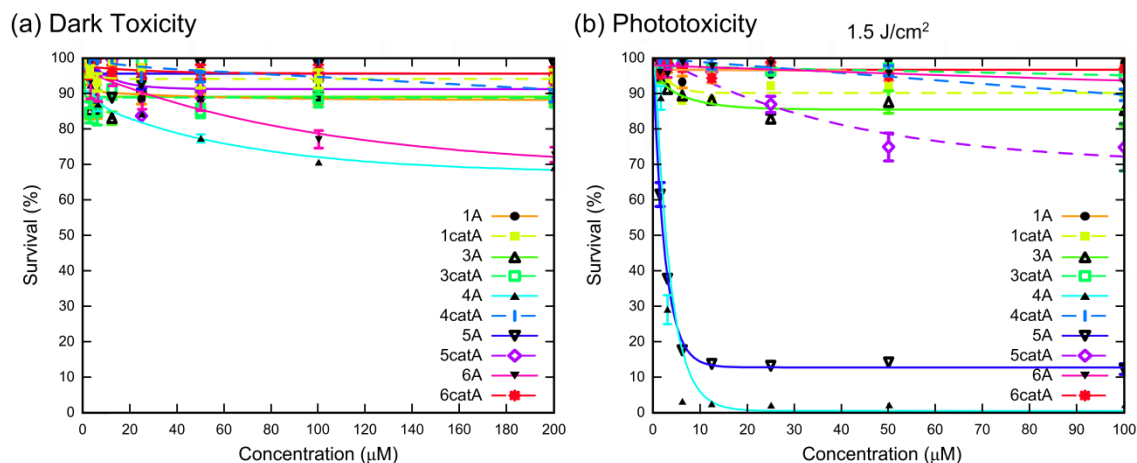 (a) Dark Toxicity
Survival (%)
100
90
80
70
60
50
40
30
20
10
0
1A
1catA
3A
3catA
4A
4catA
5A
5catA
6A
6catA
0 20 40 60 80 100 120 140 160 180 200
Concentration (μM)
(b) Phototoxicity
1.5 J/cm²
Survival (%)
100
90
80
70
60
50
40
30
20
10
0
1A
1catA
3A
3catA
4A
4catA
5A
5catA
6A
6catA
0 10 20 30 40 50 60 70 80 90 100
Concentration (μM)